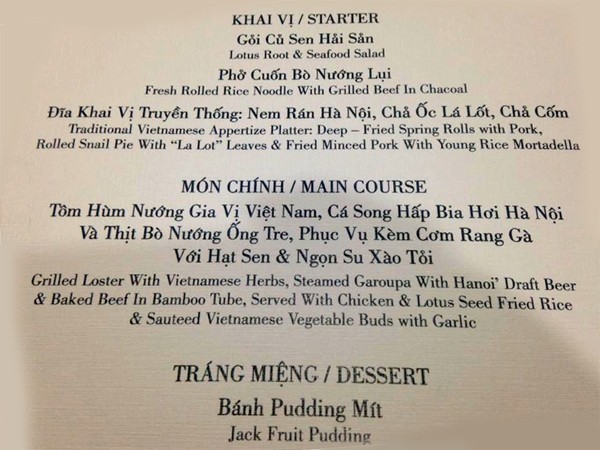 KHAI VỊ / STARTER
Gỏi Củ Sen Hải Sản
Lotus Root & Seafood Salad
Phở Cuốn Bò Nướng Lụi
Fresh Rolled Rice Noodle With Grilled Beef In Chacoal
Đĩa Khai Vị Truyền Thống: Nem Rán Hà Nội, Chả Ốc Lá Lốt, Chả Cốm
Traditional Vietnamese Appertize Platter: Deep – Fried Spring Rolls with Pork,
Rolled Snail Pie With “La Lot” Leaves & Fried Minced Pork With Young Rice Mortadella
MÓN CHÍNH / MAIN COURSE
Tôm Hùm Nướng Gia Vị Việt Nam, Cá Song Hấp Bia Hơi Hà Nội
Và Thịt Bò Nướng Ống Tre, Phục Vụ Kèm Cơm Rang Gà
Với Hạt Sen & Ngọn Su Xào Tỏi
Grilled Loster With Vietnamese Herbs, Steamed Garoupa With Hanoi’ Draft Beer
& Baked Beef In Bamboo Tube, Served With Chicken & Lotus Seed Fried Rice
& Sauteed Vietnamese Vegetable Buds with Garlic
TRÁNG MIỆNG / DESSERT
Bánh Pudding Mít
Jack Fruit Pudding